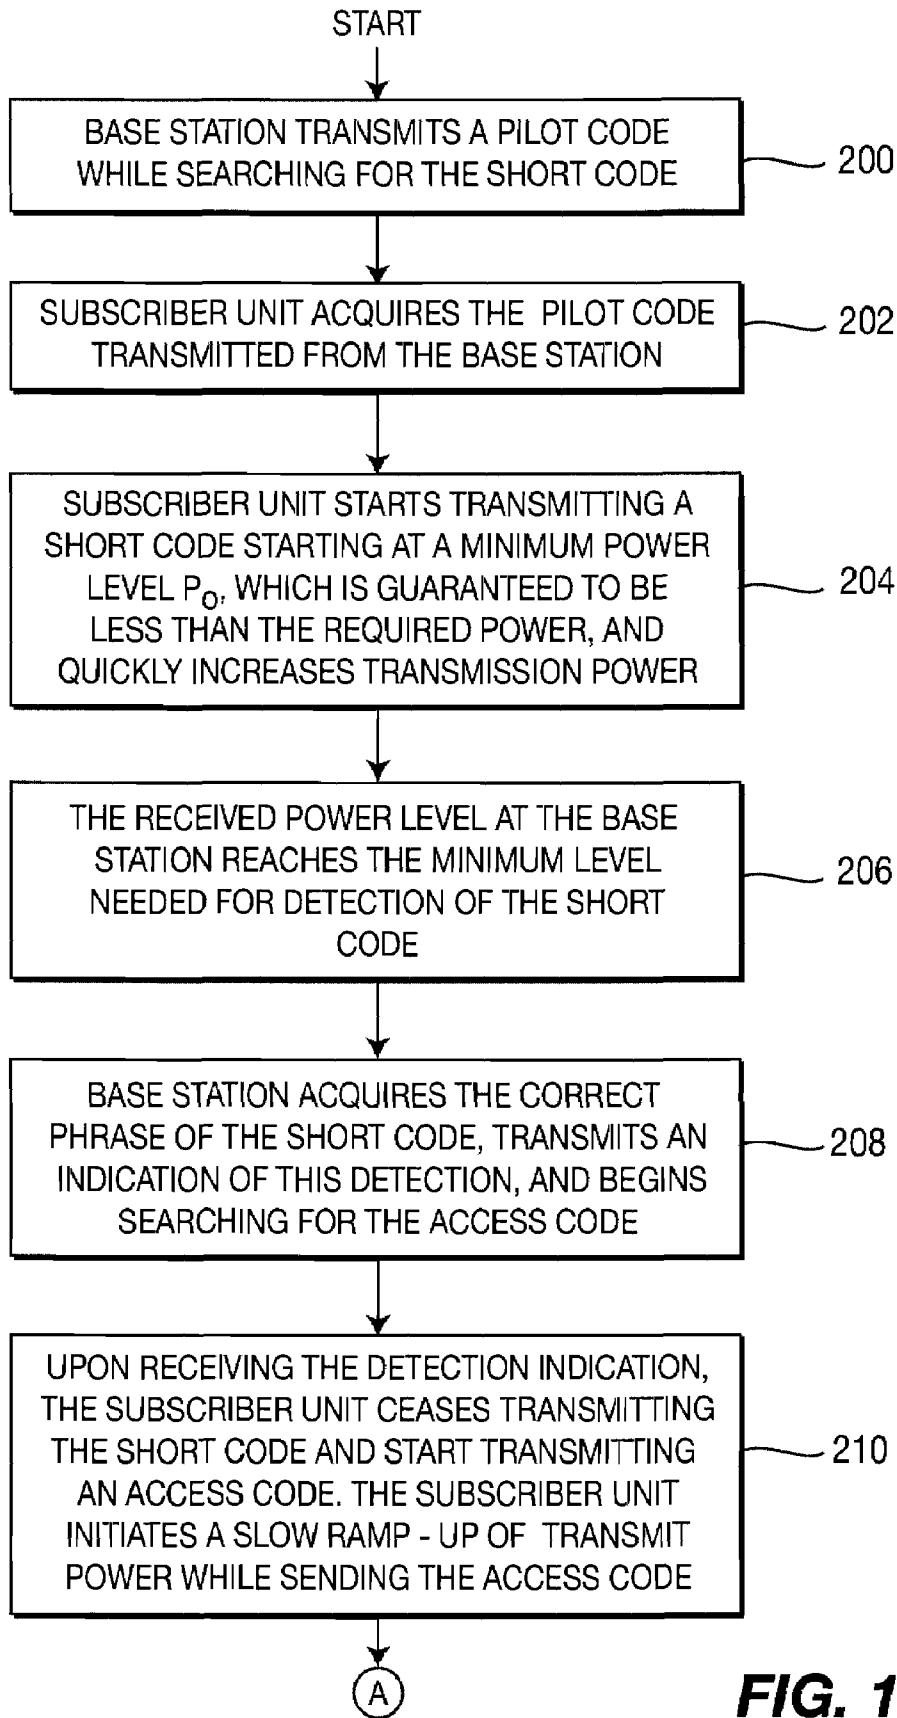 START
BASE STATION TRANSMITS A PILOT CODE
WHILE SEARCHING FOR THE SHORT CODE
200
SUBSCRIBER UNIT ACQUIRES THE PILOT CODE
TRANSMITTED FROM THE BASE STATION
202
SUBSCRIBER UNIT STARTS TRANSMITTING A
SHORT CODE STARTING AT A MINIMUM POWER
LEVEL PO, WHICH IS GUARANTEED TO BE
LESS THAN THE REQUIRED POWER, AND
QUICKLY INCREASES TRANSMISSION POWER
204
THE RECEIVED POWER LEVEL AT THE BASE
STATION REACHES THE MINIMUM LEVEL
NEEDED FOR DETECTION OF THE SHORT
CODE
206
BASE STATION ACQUIRES THE CORRECT
PHRASE OF THE SHORT CODE, TRANSMITS AN
INDICATION OF THIS DETECTION, AND BEGINS
SEARCHING FOR THE ACCESS CODE
208
UPON RECEIVING THE DETECTION INDICATION,
THE SUBSCRIBER UNIT CEASES TRANSMITTING
THE SHORT CODE AND START TRANSMITTING
AN ACCESS CODE. THE SUBSCRIBER UNIT
INITIATES A SLOW RAMP - UP OF TRANSMIT
POWER WHILE SENDING THE ACCESS CODE
210
A
FIG. 1